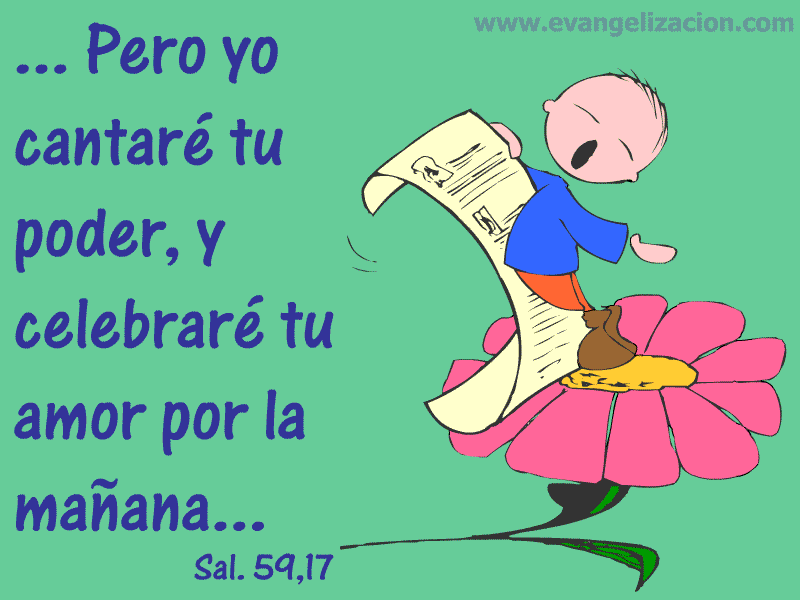 www.evangelizacion.com
... Pero yo
cantaré tu
poder, y
celebraré tu
amor por la
mañana...
Sal. 59,17